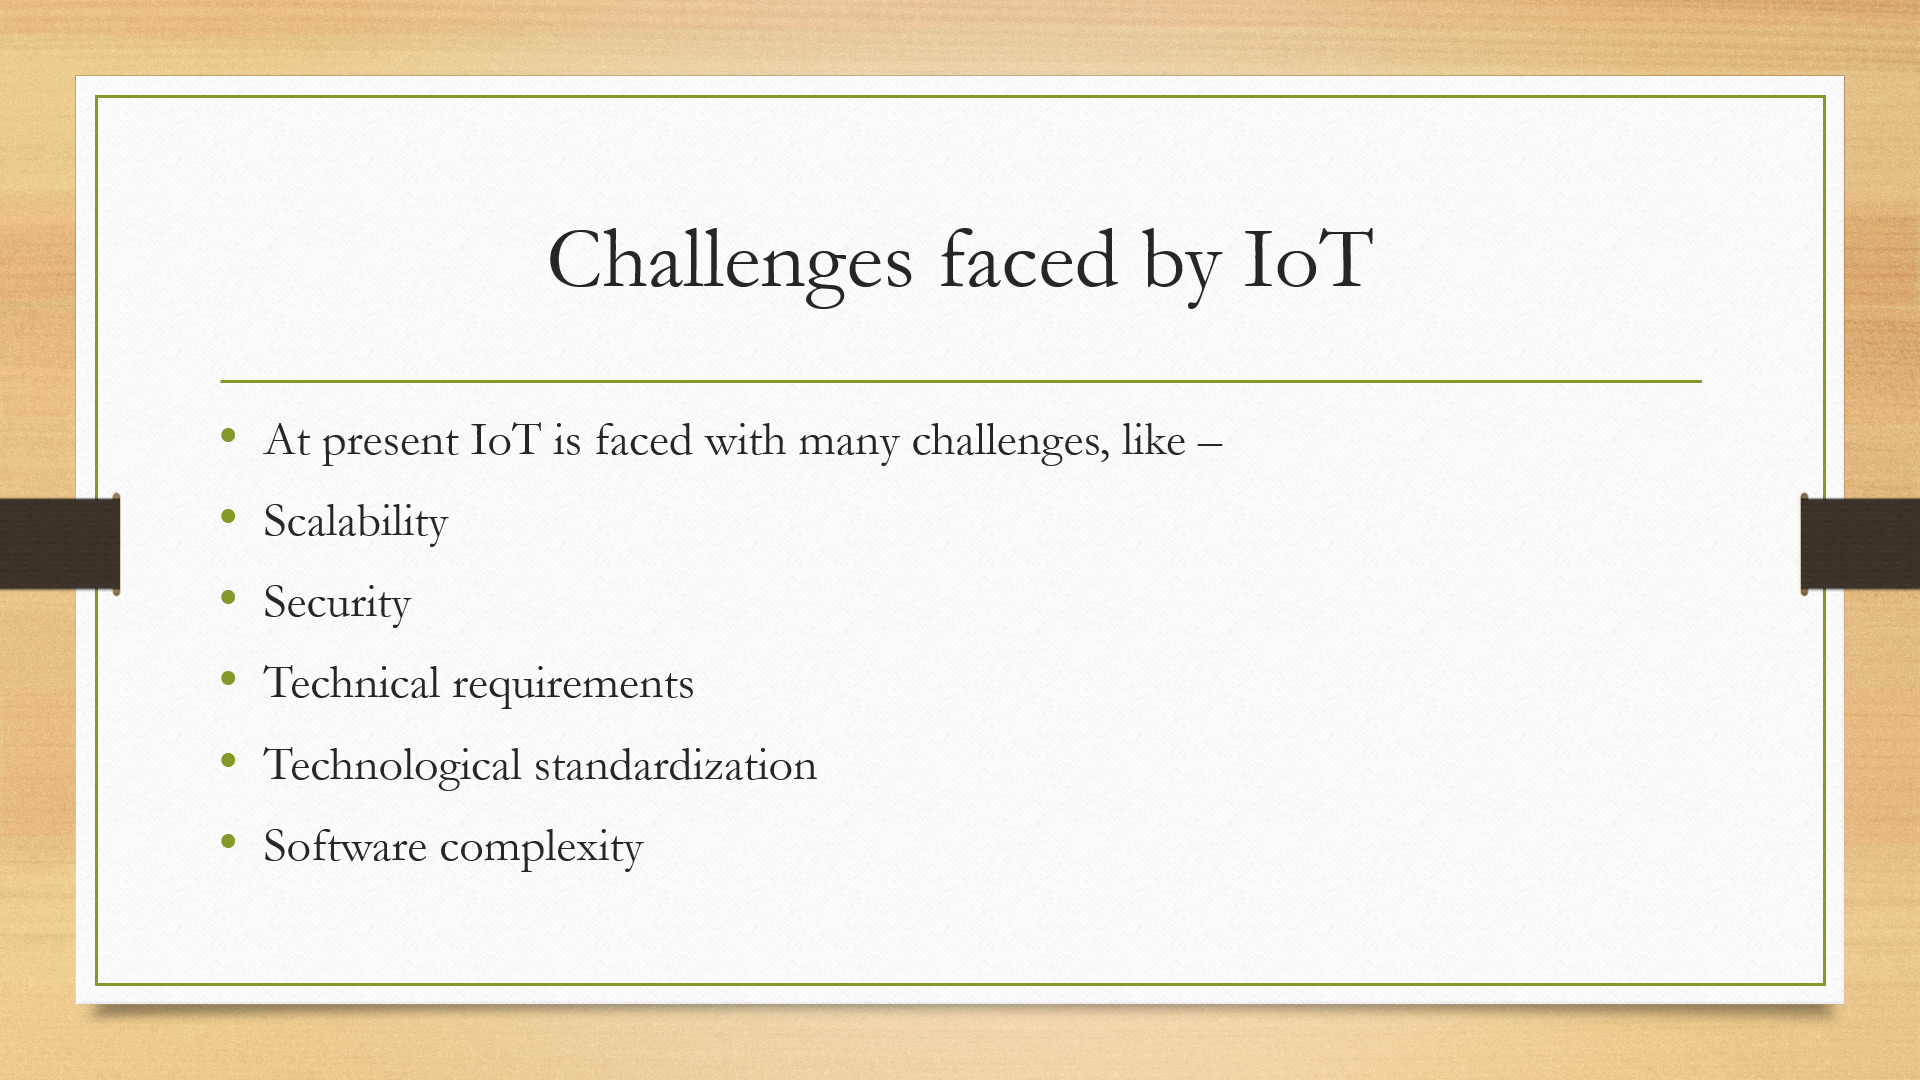 Challenges faced by IoT
• At present IoT is faced with many challenges, like –
• Scalability
• Security
• Technical requirements
• Technological standardization
• Software complexity